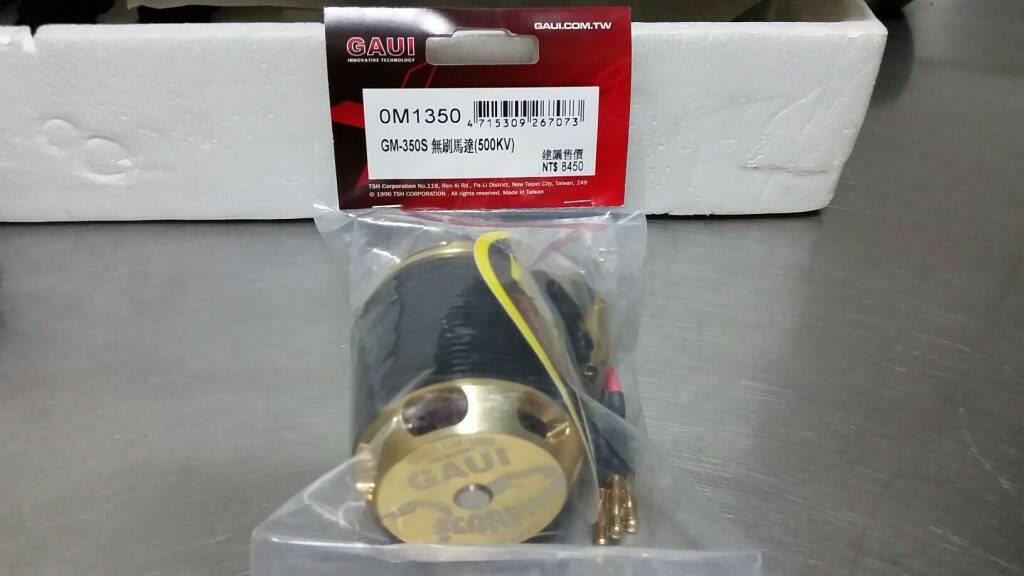 GAUI.COM.TW
GAUI
INNOVATIVE TECHNOLOGY
0M1350
4 715309 267073
GM-350S 無刷馬達(500KV)
建議售價
NT$ 8450
TSH Corporation No.118, Ren Ai Rd., Pa-Li District, New Taipei City, Taiwan, 249
© 1996 TSH CORPORATION . All rights reserved. Made in Taiwan
GAUI